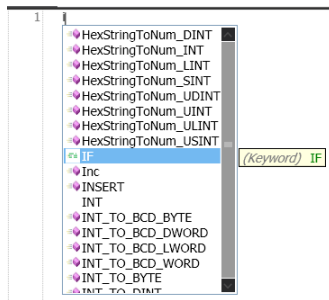 1 i
HexStringToNum_DINT
HexStringToNum_INT
HexStringToNum_LINT
HexStringToNum_SINT
HexStringToNum_UDINT
HexStringToNum_UINT
HexStringToNum_ULINT
HexStringToNum_USINT
IF (Keyword) IF
Inc
INSERT
INT
INT_TO_BCD_BYTE
INT_TO_BCD_DWORD
INT_TO_BCD_LWORD
INT_TO_BCD_WORD
INT_TO_BYTE
INT_TO_DINT